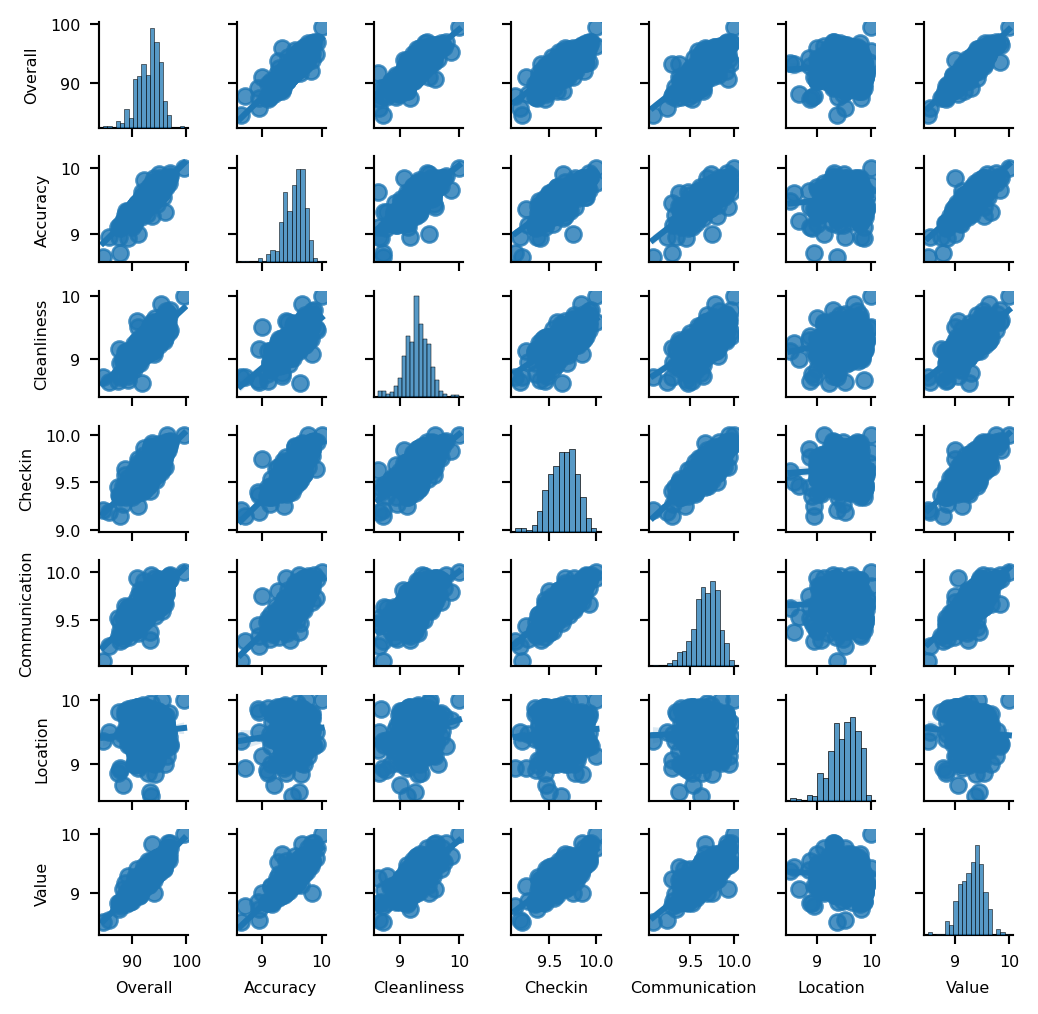 100
90
Overall
10
9
Accuracy
10
9
Cleanliness
10.0
9.5
9.0
Checkin
10.0
9.5
Communication
10
9
Location
10
9
Value
90 100 9 10 9 10 9.5 10.0 9.5 10.0 9 10 9 10
Overall Accuracy Cleanliness Checkin Communication Location Value